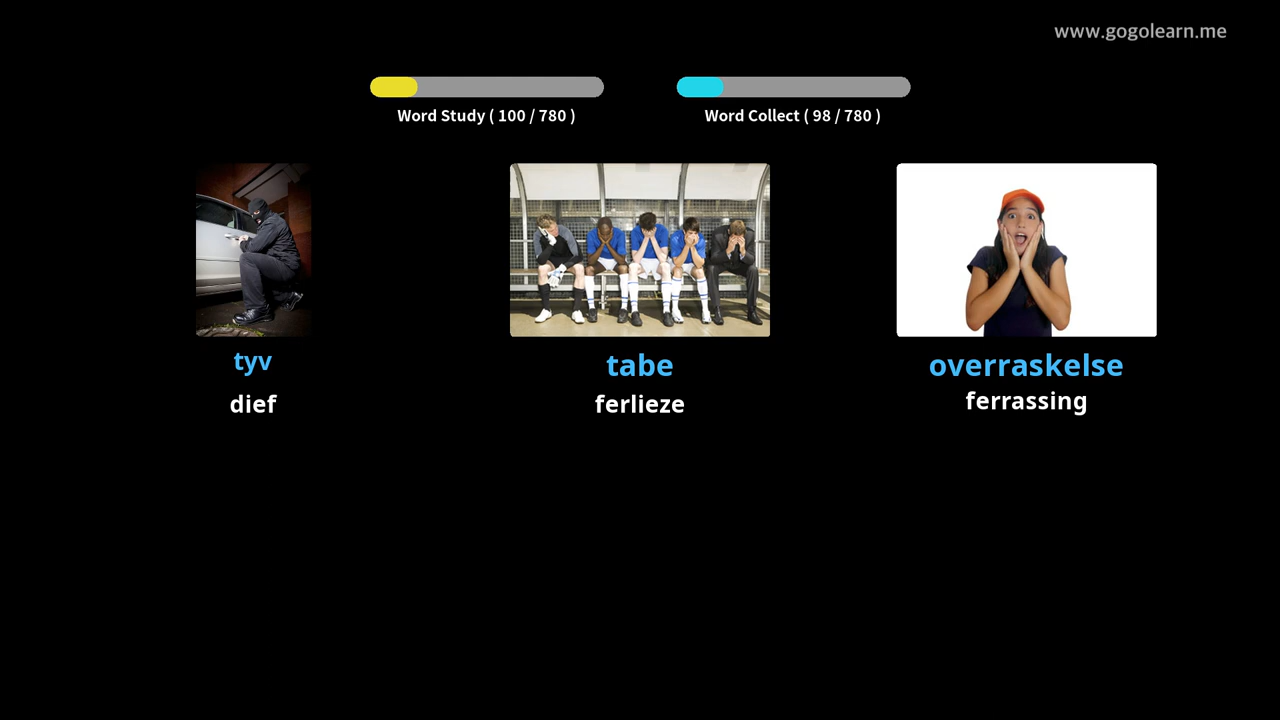 www.gogolearn.me
Word Study ( 100 / 780 )
Word Collect ( 98 / 780 )
tyv
dief
tabe
ferlieze
overraskelse
ferrassing